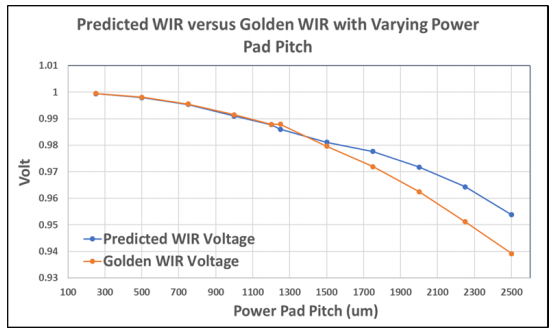 Predicted WIR versus Golden WIR with Varying Power
Pad Pitch
1.01
1
0.99
0.98
0.97
0.96
0.95
0.94
0.93
Volt
Predicted WIR Voltage
Golden WIR Voltage
100 300 500 700 900 1100 1300 1500 1700 1900 2100 2300 2500
Power Pad Pitch (um)